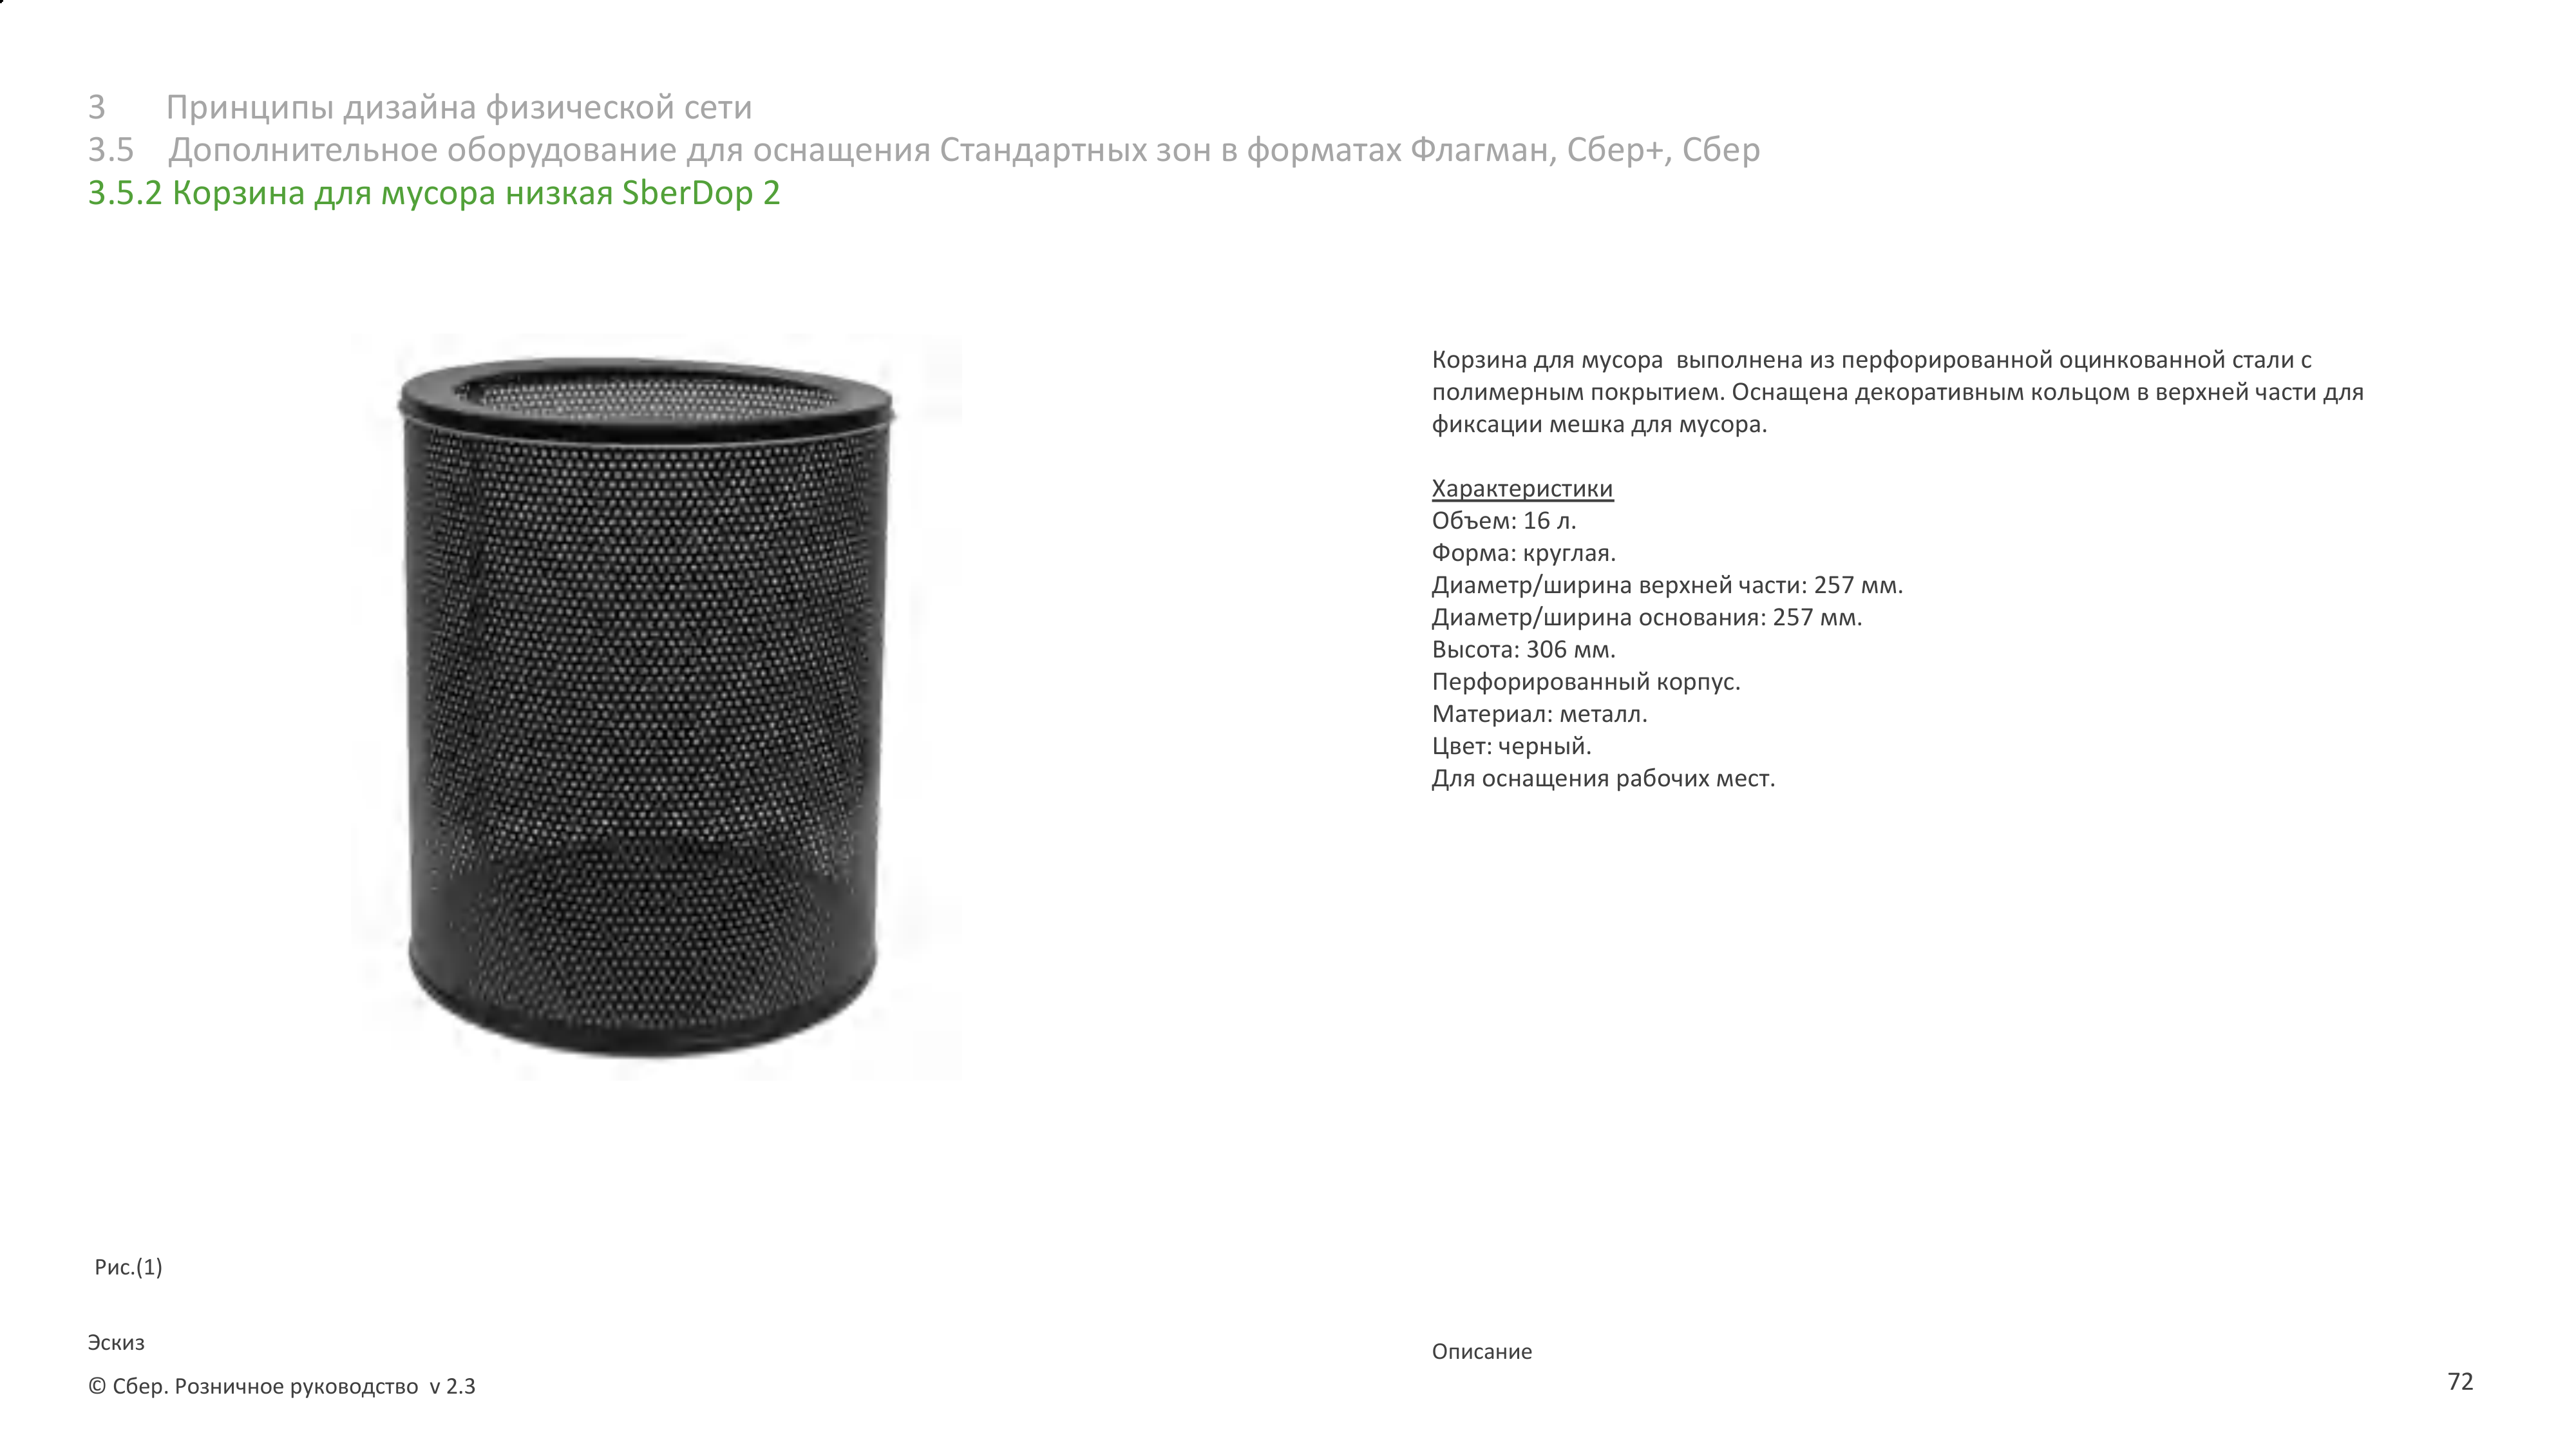 3 Принципы дизайна физической сети
3.5 Дополнительное оборудование для оснащения Стандартных зон в форматах Флагман, Сбер+, Сбер
3.5.2 Корзина для мусора низкая SberDop 2
Корзина для мусора выполнена из перфорированной оцинкованной стали с
полимерным покрытием. Оснащена декоративным кольцом в верхней части для
фиксации мешка для мусора.
Характеристики
Объем: 16 л.
Форма: круглая.
Диаметр/ширина верхней части: 257 мм.
Диаметр/ширина основания: 257 мм.
Высота: 306 мм.
Перфорированный корпус.
Материал: металл.
Цвет: черный.
Для оснащения рабочих мест.
Рис.(1)
Эскиз
Описание
© Сбер. Розничное руководство v 2.3
72